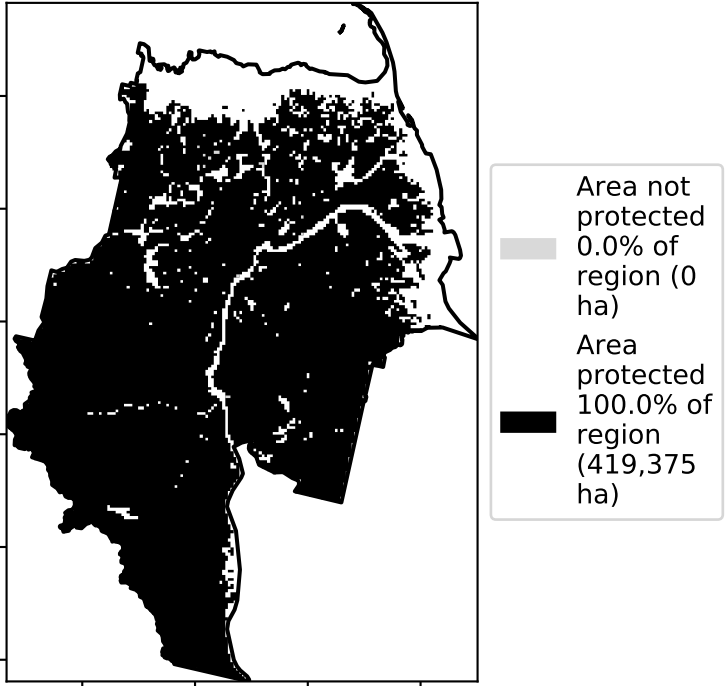 Area not
protected
0.0% of
region (0
ha)
Area
protected
100.0% of
region
(419,375
ha)